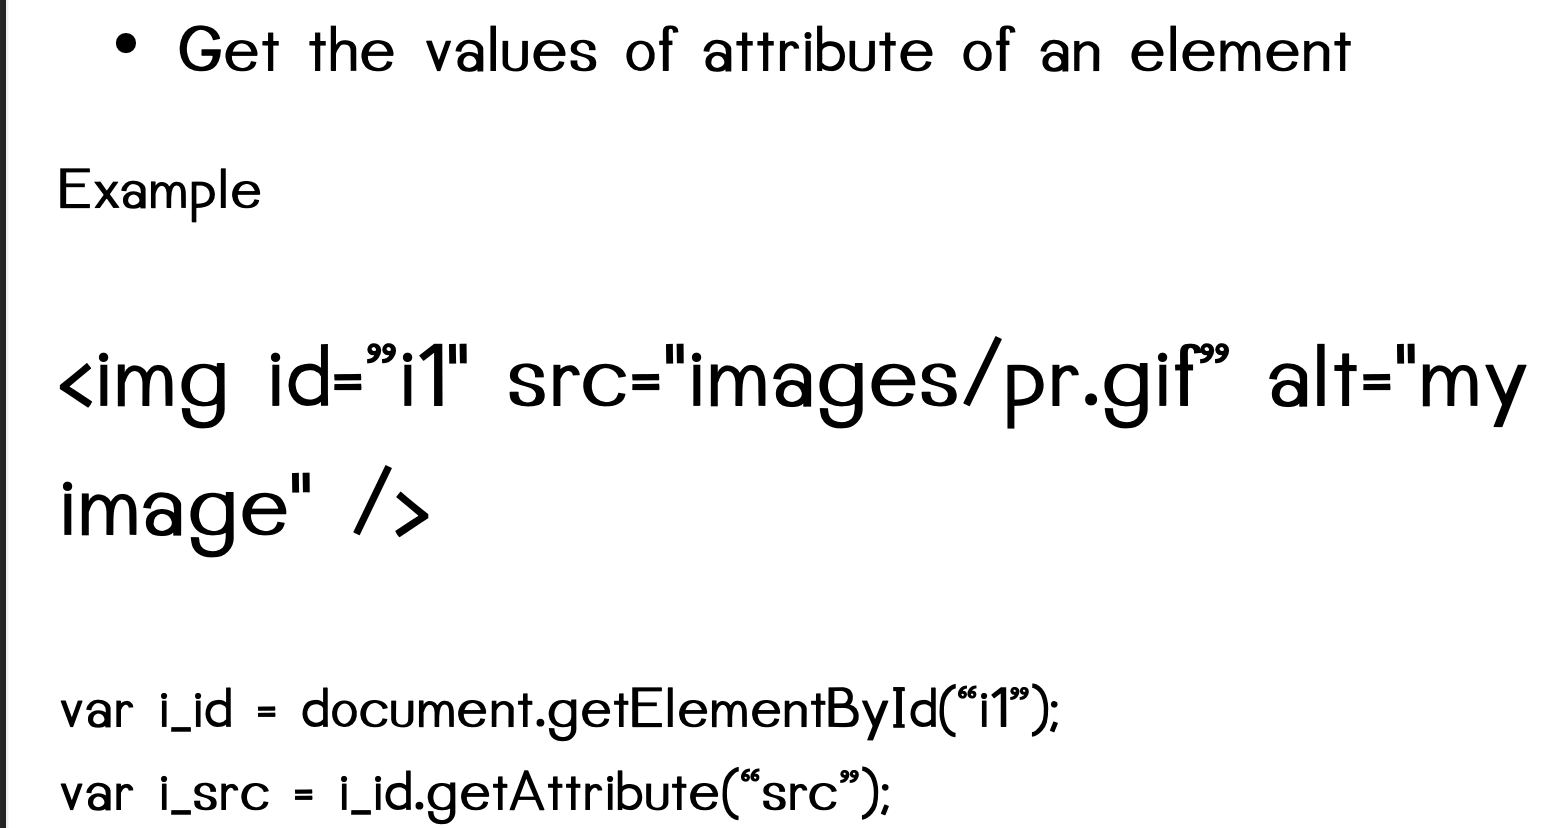 • Get the values of attribute of an element
Example
<img id=”i1" src="images/pr.gif” alt="my
image" />
var i_id = document.getElementById(“i1”);
var i_src = i_id.getAttribute(“src”);